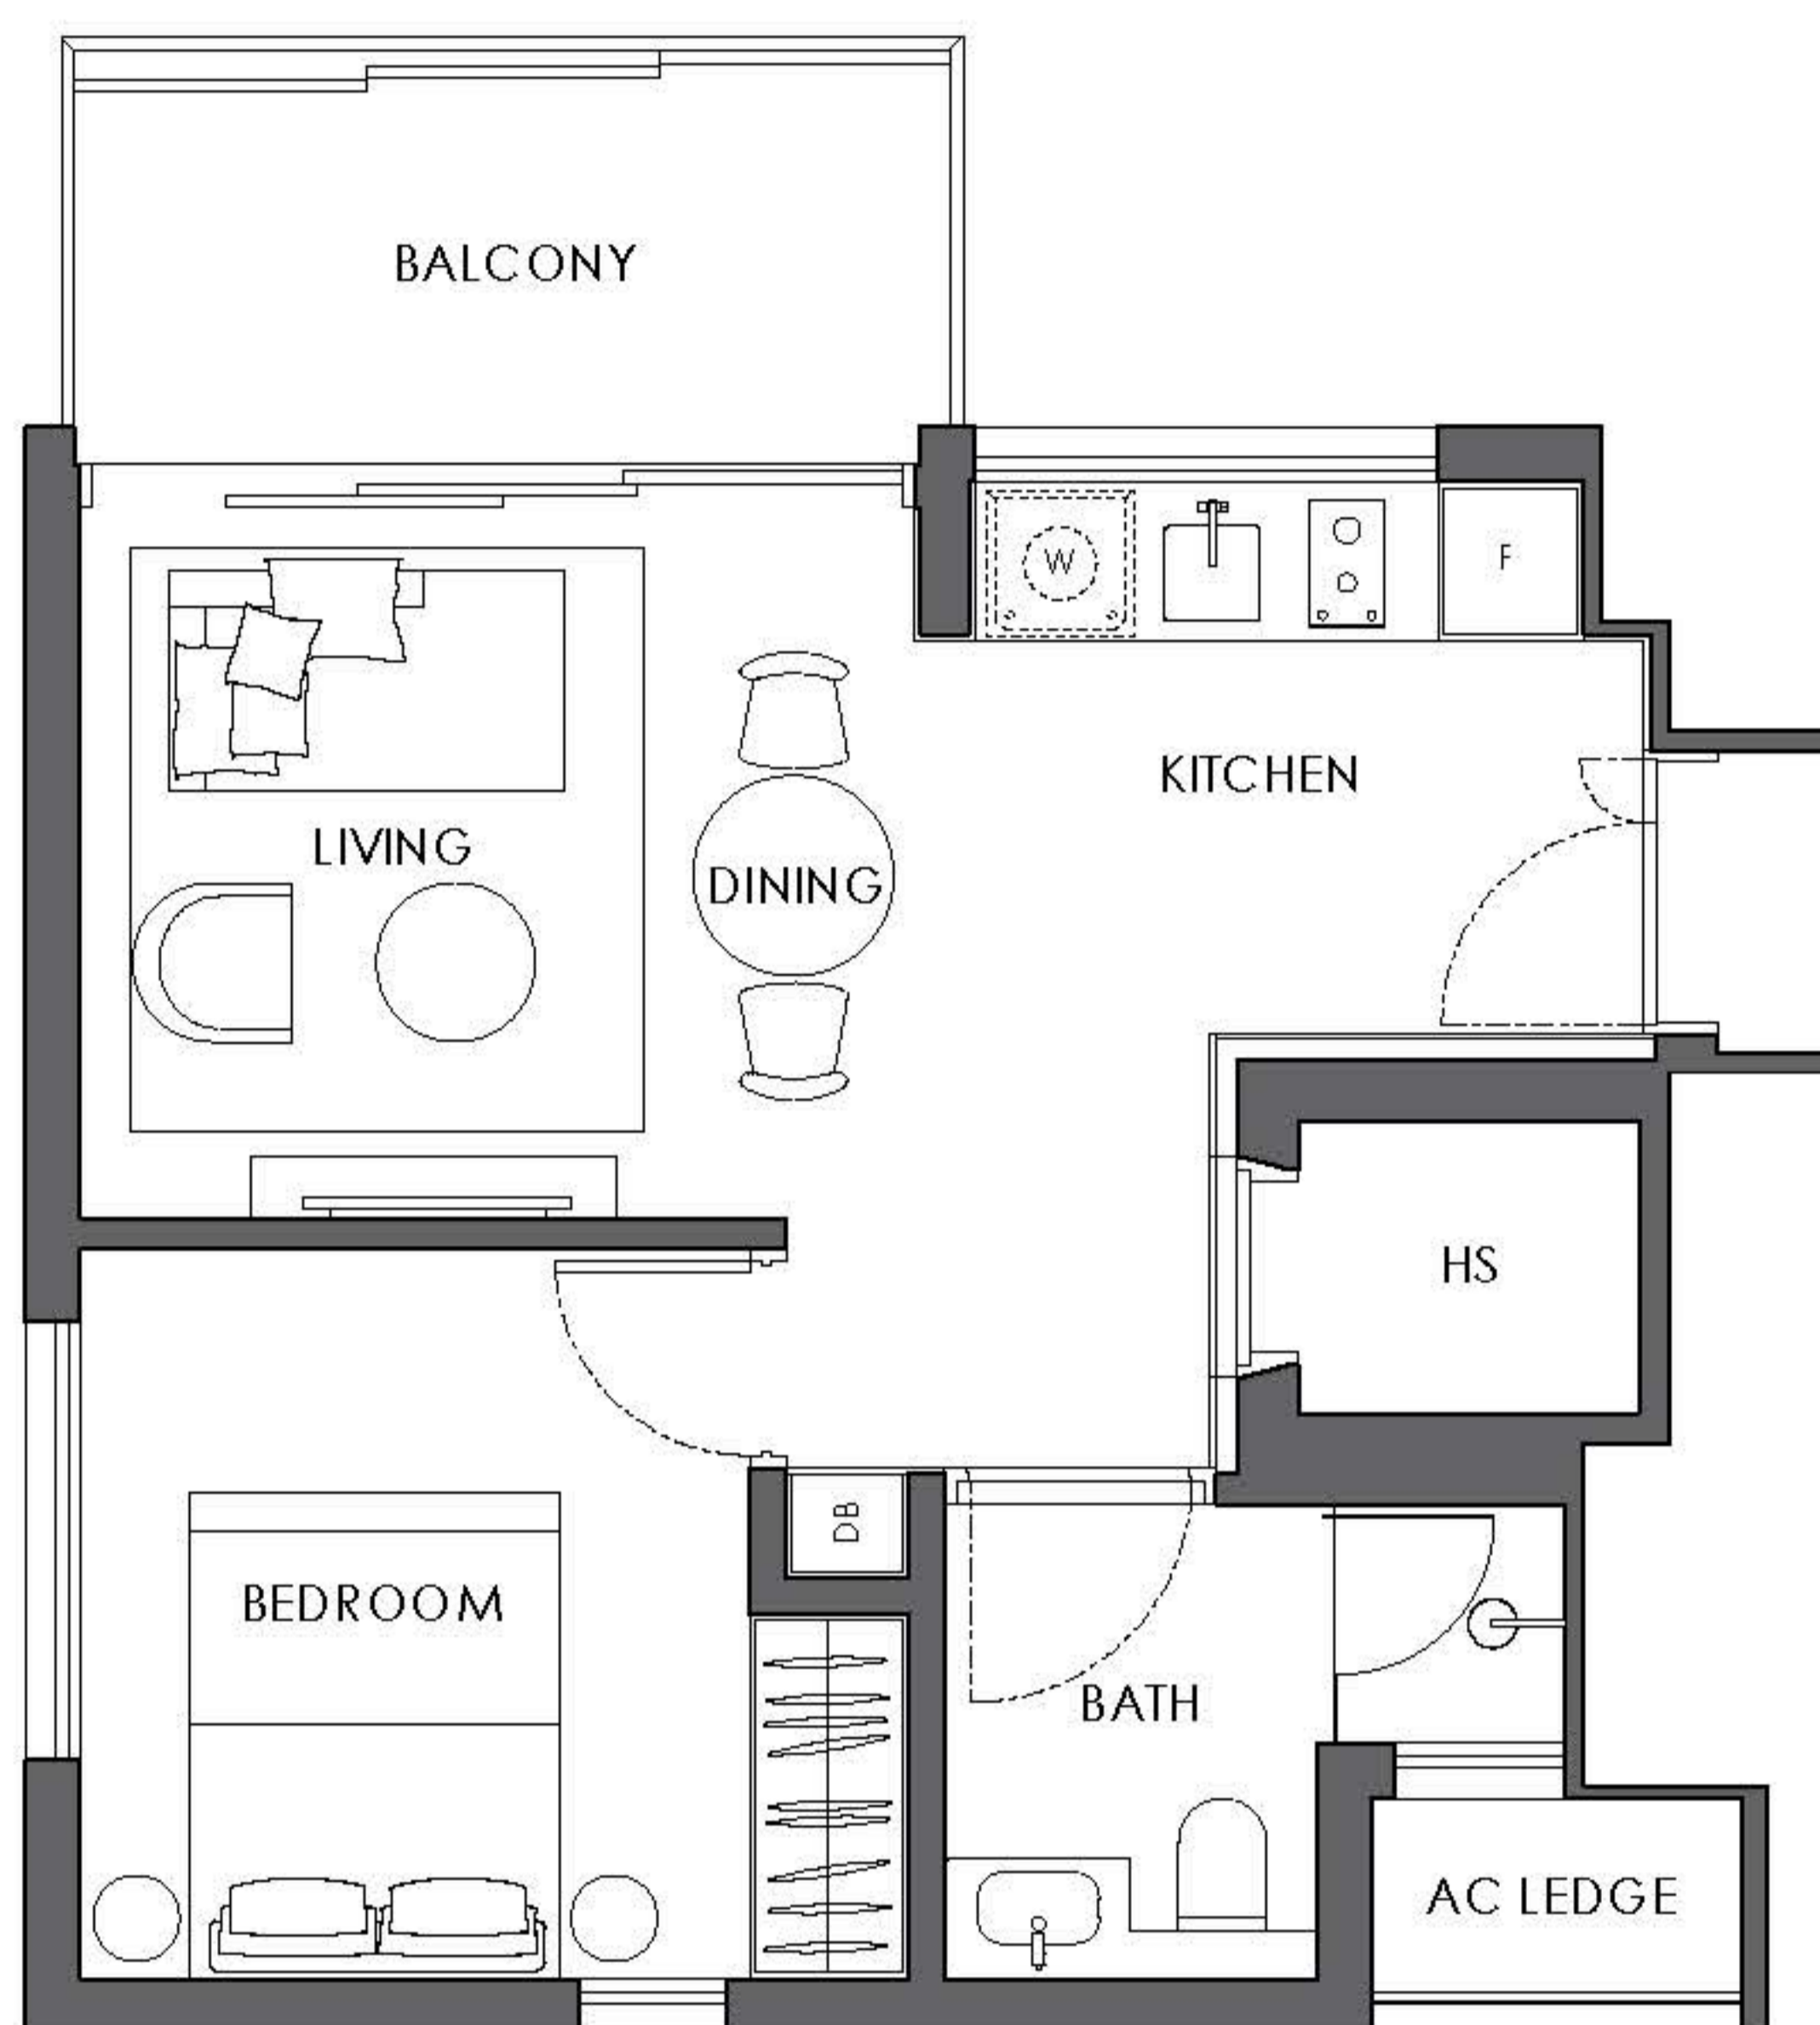 BALCONY
W
F
KITCHEN
LIVING
DINING
HS
DB
BEDROOM
BATH
AC LEDGE